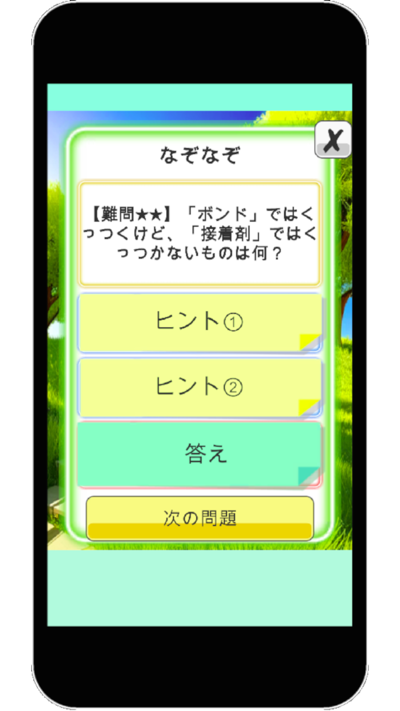 なぞなぞ
【難問★★】「ボンド」ではく
っつくけど、「接着剤」ではく
っつかないものは何？
ヒント①
ヒント②
答え
次の問題